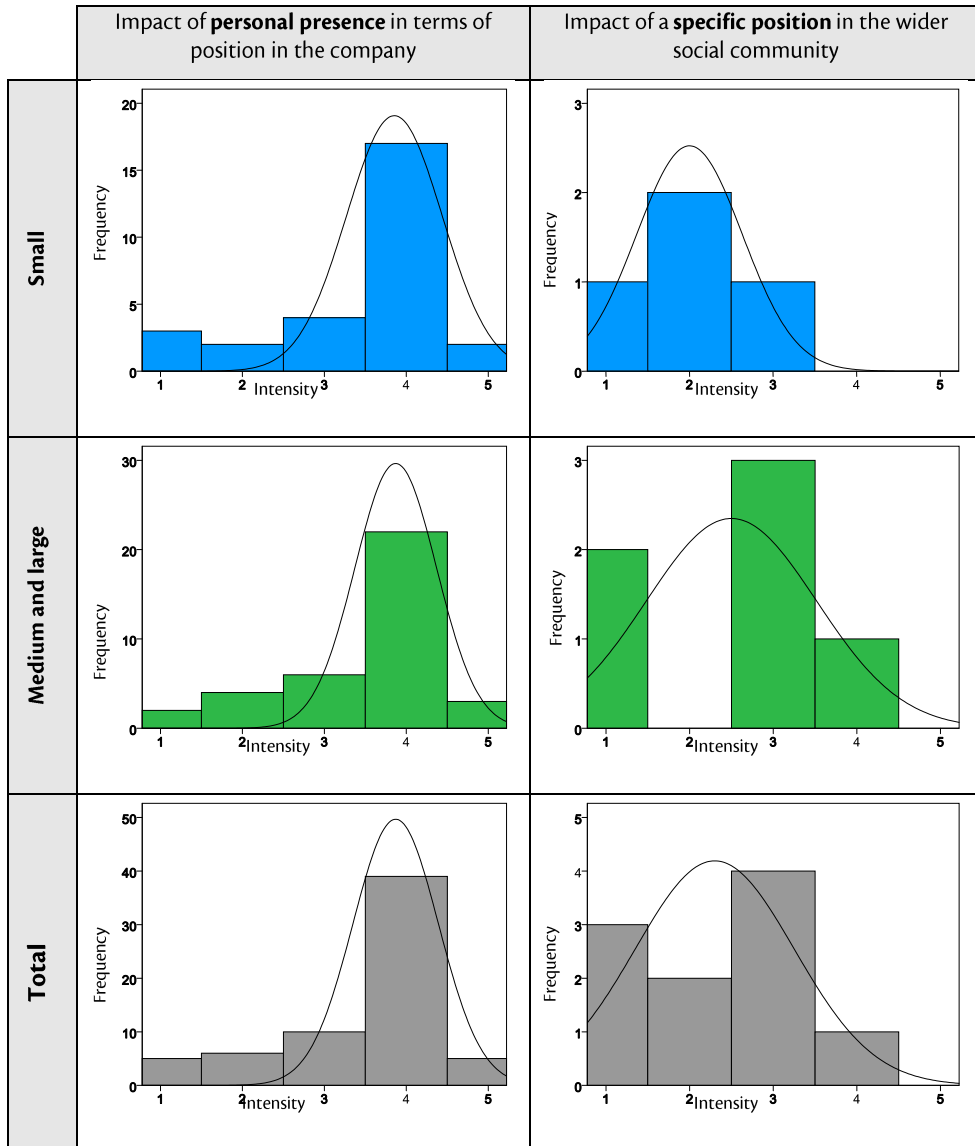 Impact of personal presence in terms of
position in the company
Impact of a specific position in the wider
social community
Small
Frequency
20
15
10
5
0
1 2 3 4 5
Intensity
Frequency
3
2
1
0
1 2 3 4 5
Intensity
Medium and large
Frequency
30
20
10
0
1 2 3 4 5
Intensity
Frequency
3
2
1
0
1 2 3 4 5
Intensity
Total
Frequency
50
40
30
20
10
0
1 2 3 4 5
Intensity
Frequency
5
4
3
2
1
0
1 2 3 4 5
Intensity